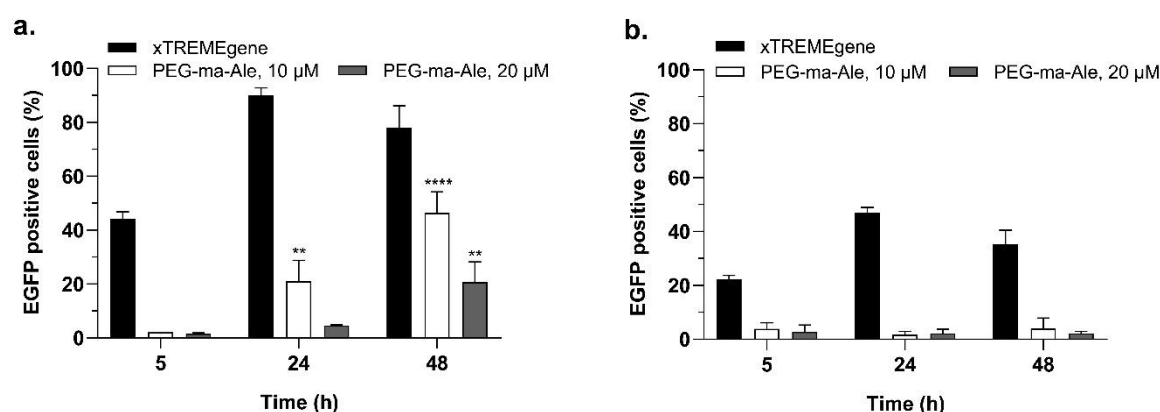 a.
xTREMEgene
PEG-ma-Ale, 10 µM PEG-ma-Ale, 20 µM
100
80
60
40
20
0
EGFP positive cells (%)
**
****
**
5 24 48
Time (h)
b.
xTREMEgene
PEG-ma-Ale, 10 µM PEG-ma-Ale, 20 µM
100
80
60
40
20
0
EGFP positive cells (%)
5 24 48
Time (h)